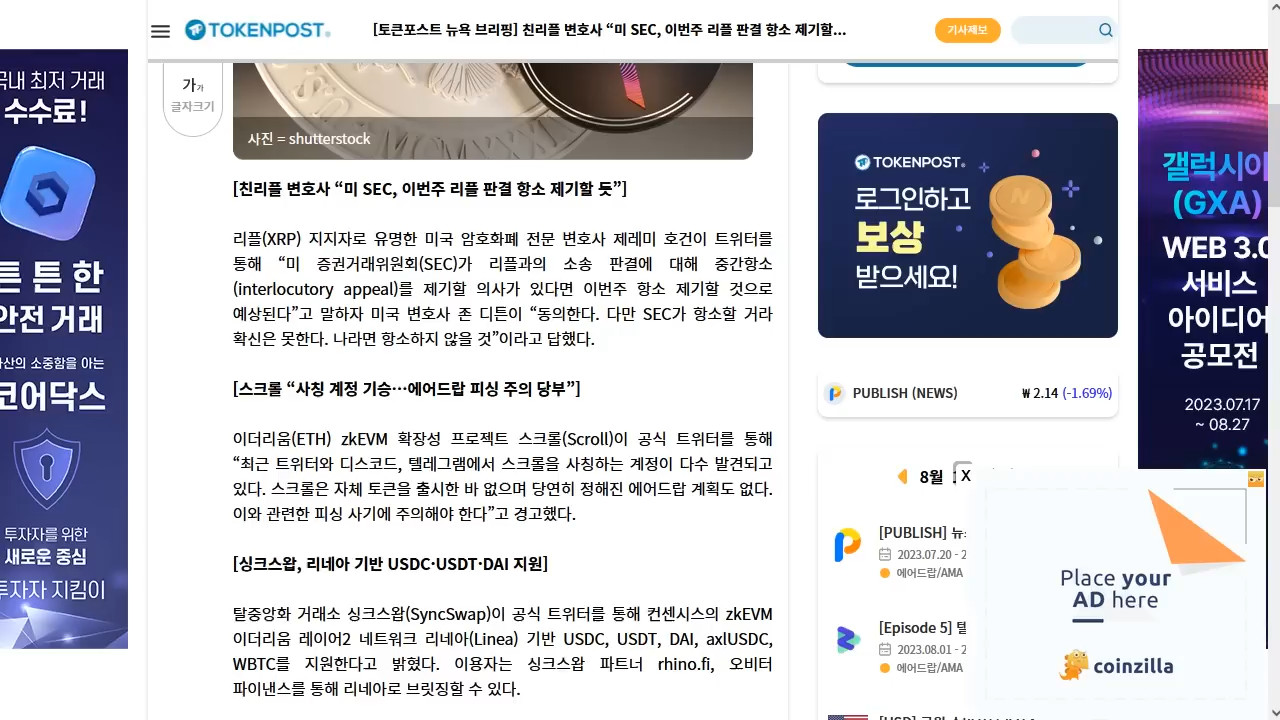 TOKENPOST.
[토큰포스트 뉴욕 브리핑] 친리플 변호사 “미 SEC, 이번주 리플 판결 항소 제기할...
기사제보
가가
글자크기
사진 = shutterstock
[친리플 변호사 “미 SEC, 이번주 리플 판결 항소 제기할 듯”]
리플(XRP) 지지자로 유명한 미국 암호화폐 전문 변호사 제레미 호건이 트위터를
통해 “미 증권거래위원회(SEC)가 리플과의 소송 판결에 대해 중간항소
(interlocutory appeal)를 제기할 의사가 있다면 이번주 항소 제기할 것으로
예상된다”고 말하자 미국 변호사 존 디튼이 “동의한다. 다만 SEC가 항소할 거라
확신은 못한다. 나라면 항소하지 않을 것”이라고 답했다.
[스크롤 “사칭 계정 기승…에어드랍 피싱 주의 당부”]
이더리움(ETH) zkEVM 확장성 프로젝트 스크롤(Scroll)이 공식 트위터를 통해
“최근 트위터와 디스코드, 텔레그램에서 스크롤을 사칭하는 계정이 다수 발견되고
있다. 스크롤은 자체 토큰을 출시한 바 없으며 당연히 정해진 에어드랍 계획도 없다.
이와 관련한 피싱 사기에 주의해야 한다”고 경고했다.
[싱크스왑, 리네아 기반 USDC·USDT·DAI 지원]
탈중앙화 거래소 싱크스왑(SyncSwap)이 공식 트위터를 통해 컨센시스의 zkEVM
이더리움 레이어2 네트워크 리네아(Linea) 기반 USDC, USDT, DAI, axlUSDC,
WBTC를 지원한다고 밝혔다. 이용자는 싱크스왑 파트너 rhino.fi, 오비터
파이낸스를 통해 리네아로 브릿징할 수 있다.
국내 최저 거래
수수료!
튼 튼 한
안전 거래
자산의 소중함을 아는
코어닥스
투자자를 위한
새로운 중심
투자자 지킴이
TOKENPOST.
로그인하고
보상
받으세요!
PUBLISH (NEWS)
₩ 2.14 (-1.69%)
8월
X
[PUBLISH] 뉴
2023.07.20 - 2
에어드랍/AMA
[Episode 5] 텔
2023.08.01 - 2
에어드랍/AMA
갤럭시아
(GXA)
WEB 3.0
서비스
아이디어
공모전
2023.07.17
~ 08.27
Place your
AD here
coinzilla